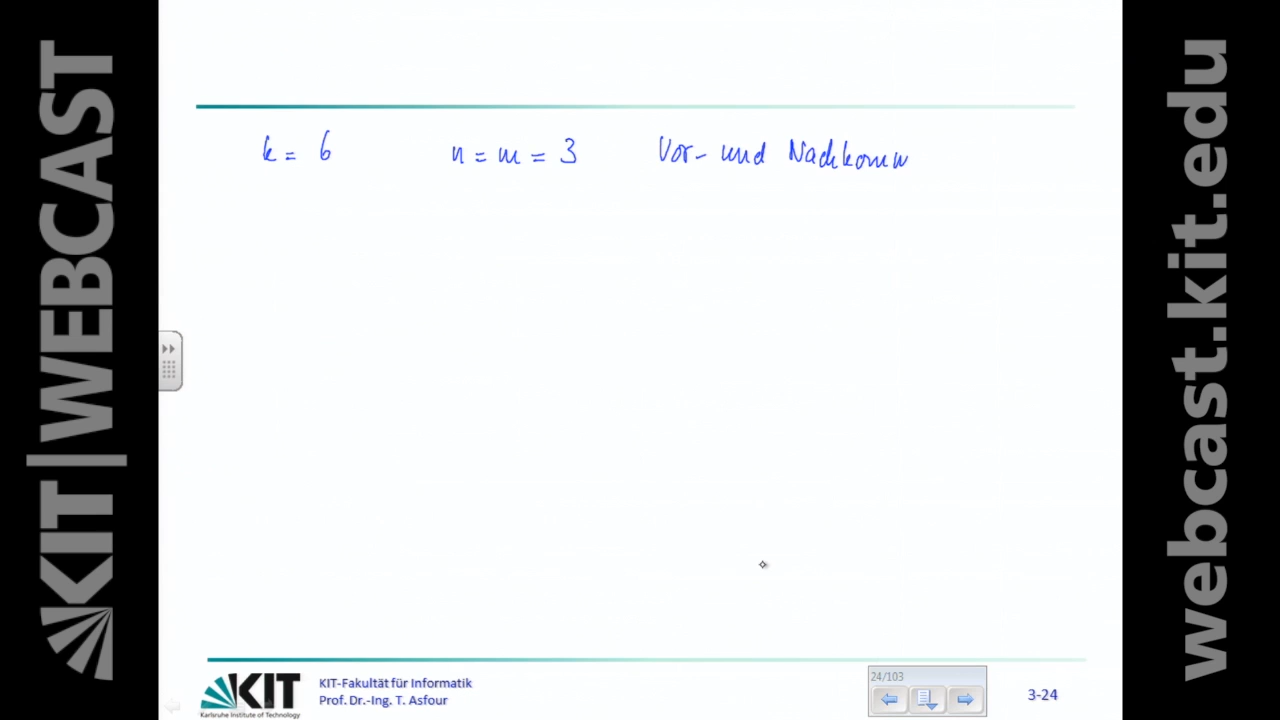 KIT|WEBCAST
k = 6 n = m = 3 Vor- und Nachkomm
KIT
Karlsruhe Institute of Technology
KIT-Fakultät für Informatik
Prof. Dr.-Ing. T. Asfour
24/103
3-24
webcast.kit.edu